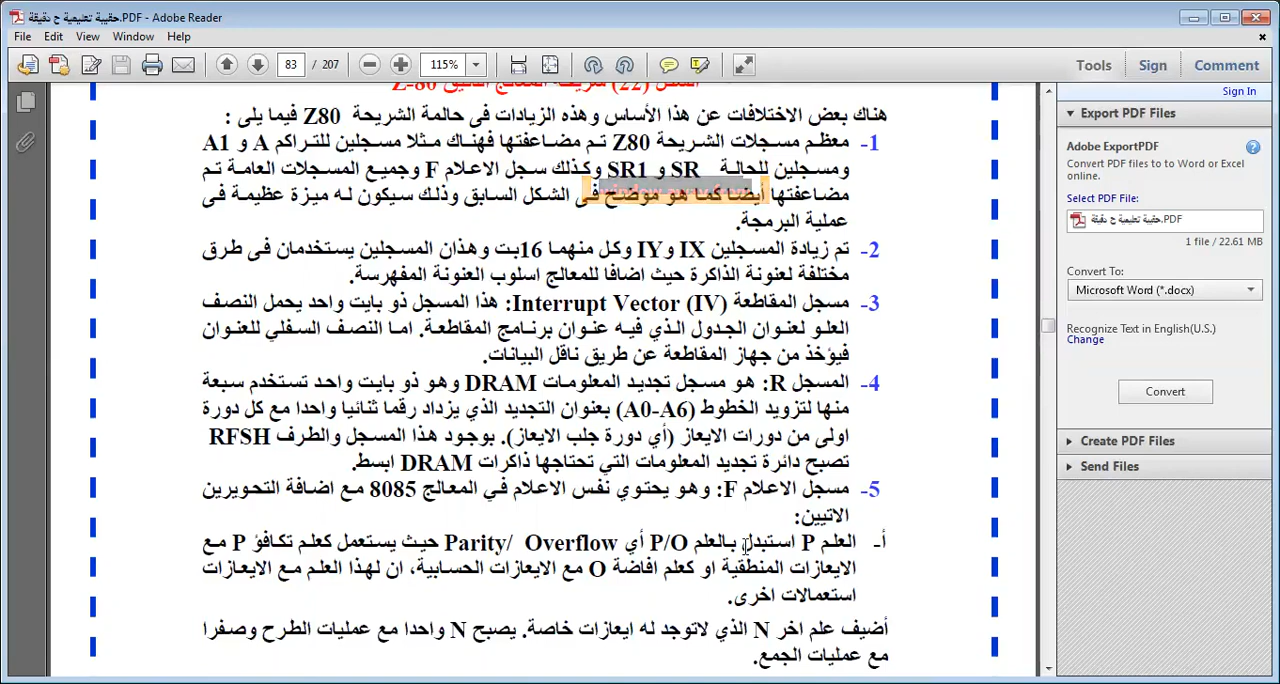 حقيبة تعليمية ح دقيقة.PDF - Adobe Reader
File Edit View Window Help
83 / 207 115% Tools Sign Comment
الشكل (22) Z-80
هناك بعض الاختلافات عن هذا الأساس وهذه الزيادات فى حالمة الشريحة Z80 فيما يلى :
1- معظم مسجلات الشريحة Z80 تم مضاعفتها فهناك مثلا مسجلين للتراكم A و A1
ومسجلين للحالة SR و SR1 وكذلك سجل الاعلام F وجميع المسجلات العامة تم
مضاعفتها أيضا كما هو موضح فى الشكل السابق وذلك سيكون له ميزة عظيمة فى
عملية البرمجة.
2- تم زيادة المسجلين IX و IY وكل منهما 16بت وهذان المسجلين يستخدمان فى طرق
مختلفة لعنونة الذاكرة حيث اضافا للمعالج اسلوب العنونة المفهرسة.
3- مسجل المقاطعة Interrupt Vector (IV): هذا المسجل ذو بايت واحد يحمل النصف
العلو لعنوان الجدول الذي فيه عنوان برنامج المقاطعة. اما النصف السفلي للعنوان
فيؤخذ من جهاز المقاطعة عن طريق ناقل البيانات.
4- المسجل R: هو مسجل تجديد المعلومات DRAM وهو ذو بايت واحد تستخدم سبعة
منها لتزويد الخطوط (A0-A6) بعنوان التجديد الذي يزداد رقما ثنائيا واحدا مع كل دورة
اولى من دورات الايعاز (أي دورة جلب الايعاز). بوجود هذا المسجل والطرف RFSH
تصبح دائرة تجديد المعلومات التي تحتاجها ذاكرات DRAM ابسط.
5- مسجل الاعلام F: وهو يحتوي نفس الاعلام في المعالج 8085 مع اضافة التحويرين
الاتيين:
أ- العلم P استبدل بالعلم P/O أي Parity/ Overflow حيث يستعمل كعلم تكافؤ P مع
الايعازات المنطقية او كعلم افاضة O مع الايعازات الحسابية، ان لهذا العلم مع الايعازات
استعمالات اخرى.
أضيف علم اخر N الذي لاتوجد له ايعازات خاصة. يصبح N واحدا مع عمليات الطرح وصفرا
مع عمليات الجمع.
Sign In
Export PDF Files
Adobe ExportPDF
Convert PDF files to to Word or Excel
online.
Select PDF File:
حقيبة تعليمية ح دقيقة.PDF
1 file / 22.61 MB
Convert To:
Microsoft Word (*.docx)
Recognize Text in English(U.S.)
Change
Convert
Create PDF Files
Send Files